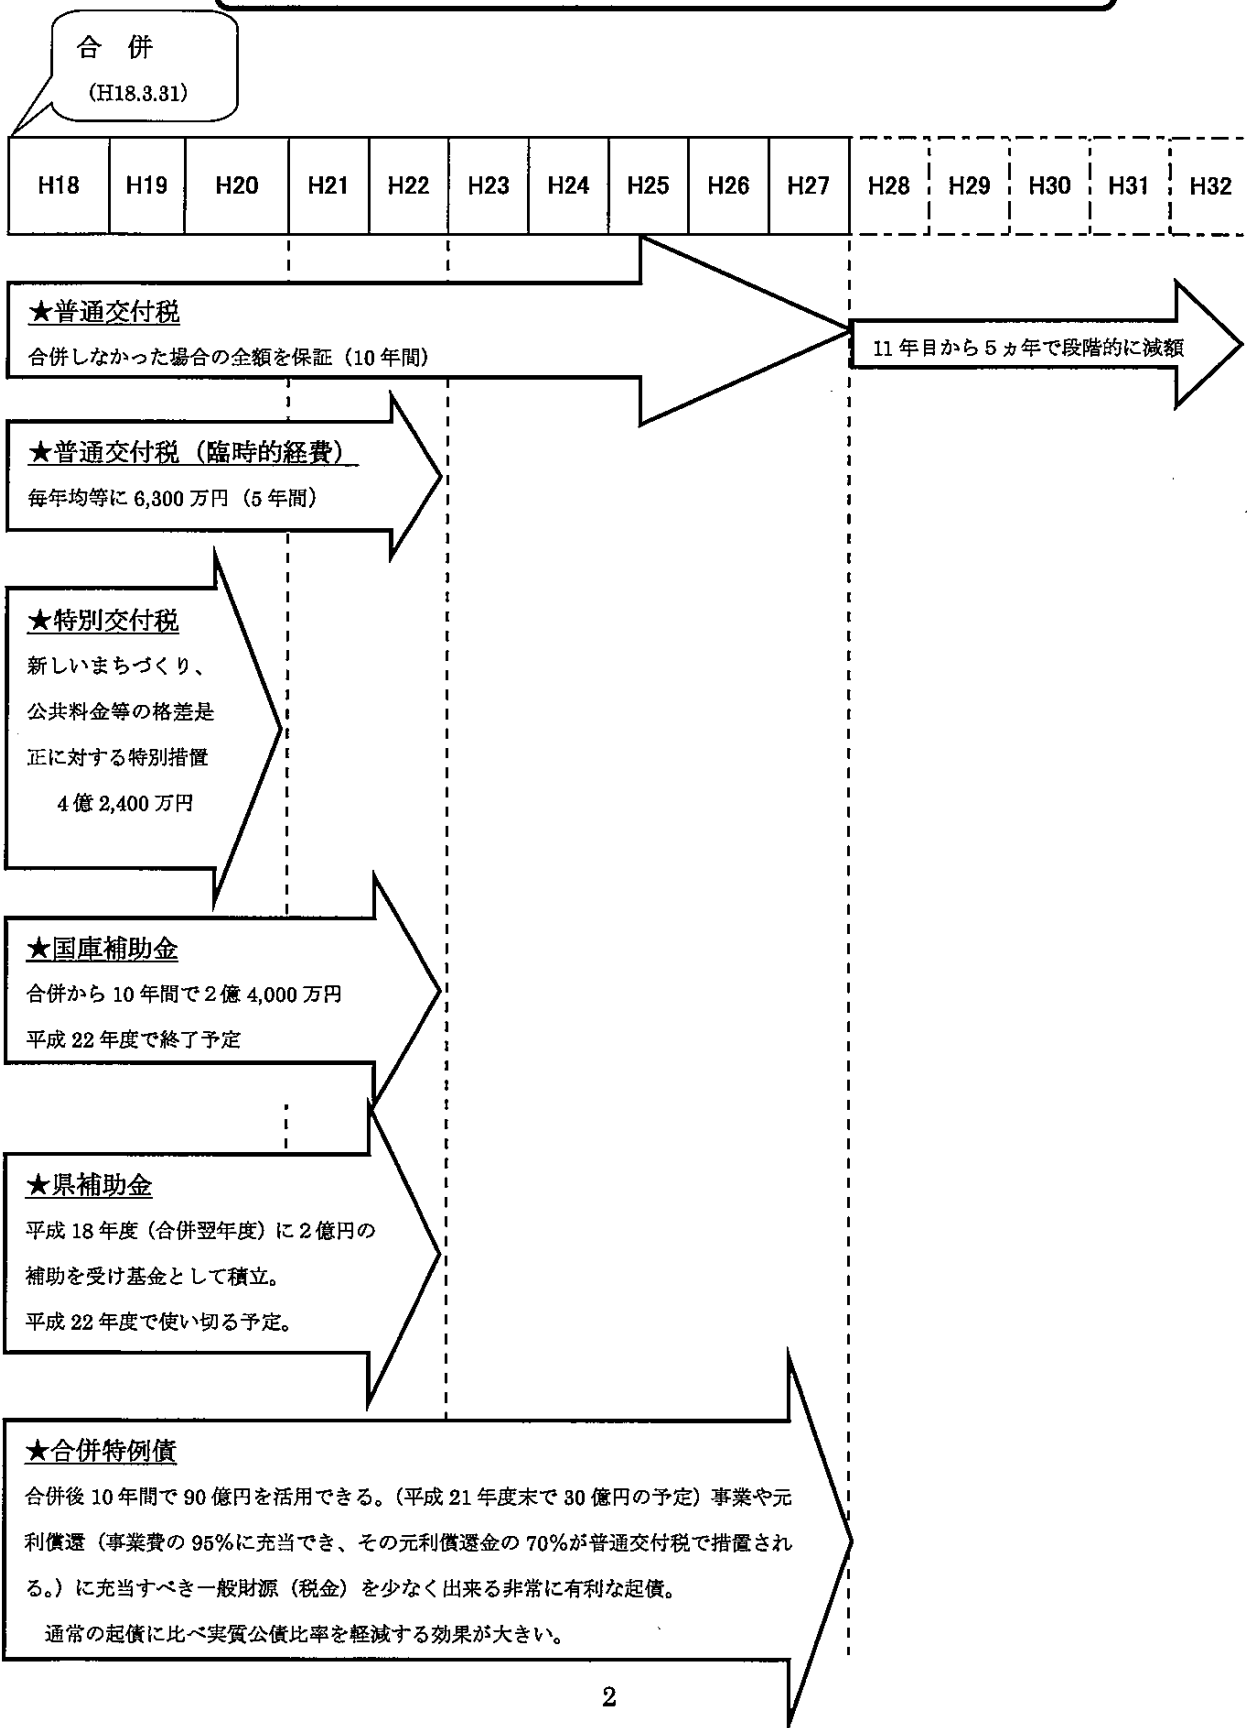 合 併
(H18.3.31)
H18 H19 H20 H21 H22 H23 H24 H25 H26 H27 H28 H29 H30 H31 H32
★普通交付税
合併しなかった場合の全額を保証（10年間）
11年目から5ヵ年で段階的に減額
★普通交付税（臨時的経費）
毎年均等に6,300万円（5年間）
★特別交付税
新しいまちづくり、
公共料金等の格差是
正に対する特別措置
4億2,400万円
★国庫補助金
合併から10年間で2億4,000万円
平成22年度で終了予定
★県補助金
平成18年度（合併翌年度）に2億円の
補助を受け基金として積立。
平成22年度で使い切る予定。
★合併特例債
合併後10年間で90億円を活用できる。（平成21年度末で30億円の予定）事業や元
利償還（事業費の95%に充当でき、その元利償還金の70%が普通交付税で措置され
る。）に充当すべき一般財源（税金）を少なく出来る非常に有利な起債。
通常の起債に比べ実質公債比率を軽減する効果が大きい。
2